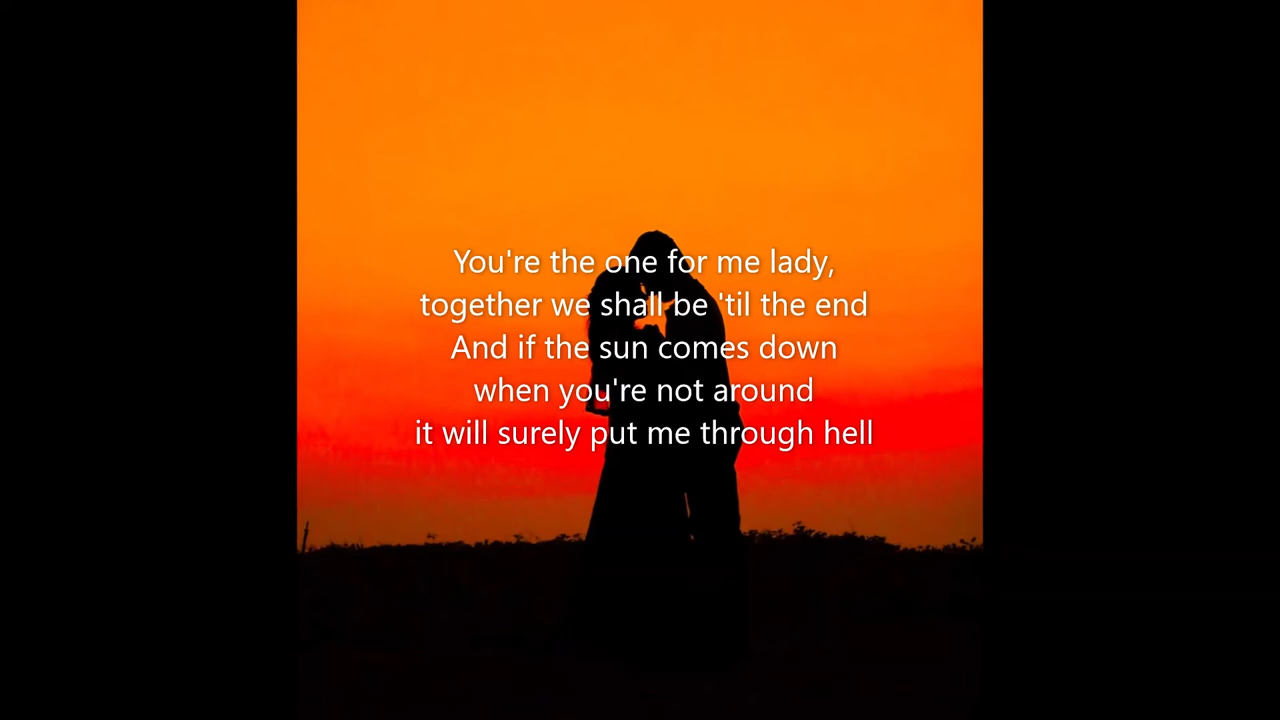 You're the one for me lady,
together we shall be 'til the end
And if the sun comes down
when you're not around
it will surely put me through hell